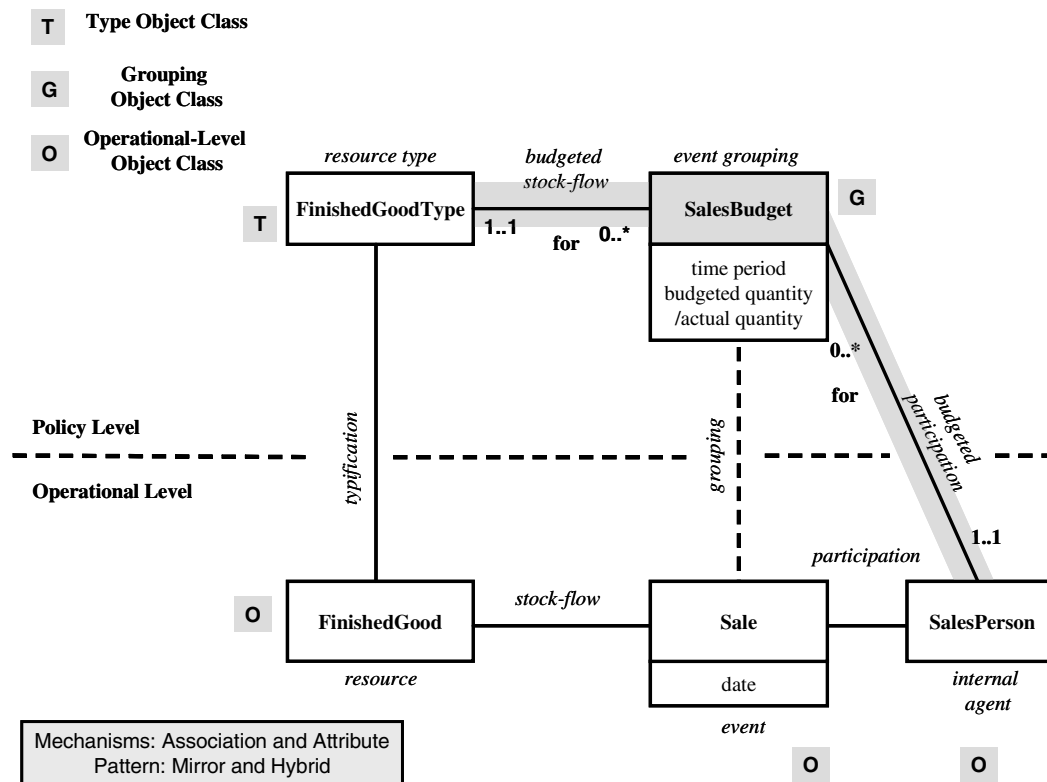 T
Type Object Class
G
Grouping
Object Class
O
Operational-Level
Object Class
resource type
budgeted
stock-flow
event grouping
T
FinishedGoodType
1..1
for
0..*
SalesBudget
G
time period
budgeted quantity
/actual quantity
0..*
for
budgeted
participation
1..1
Policy Level
Operational Level
typification
grouping
participation
O
FinishedGood
stock-flow
Sale
SalesPerson
resource
date
event
internal
agent
O
O
Mechanisms: Association and Attribute
Pattern: Mirror and Hybrid